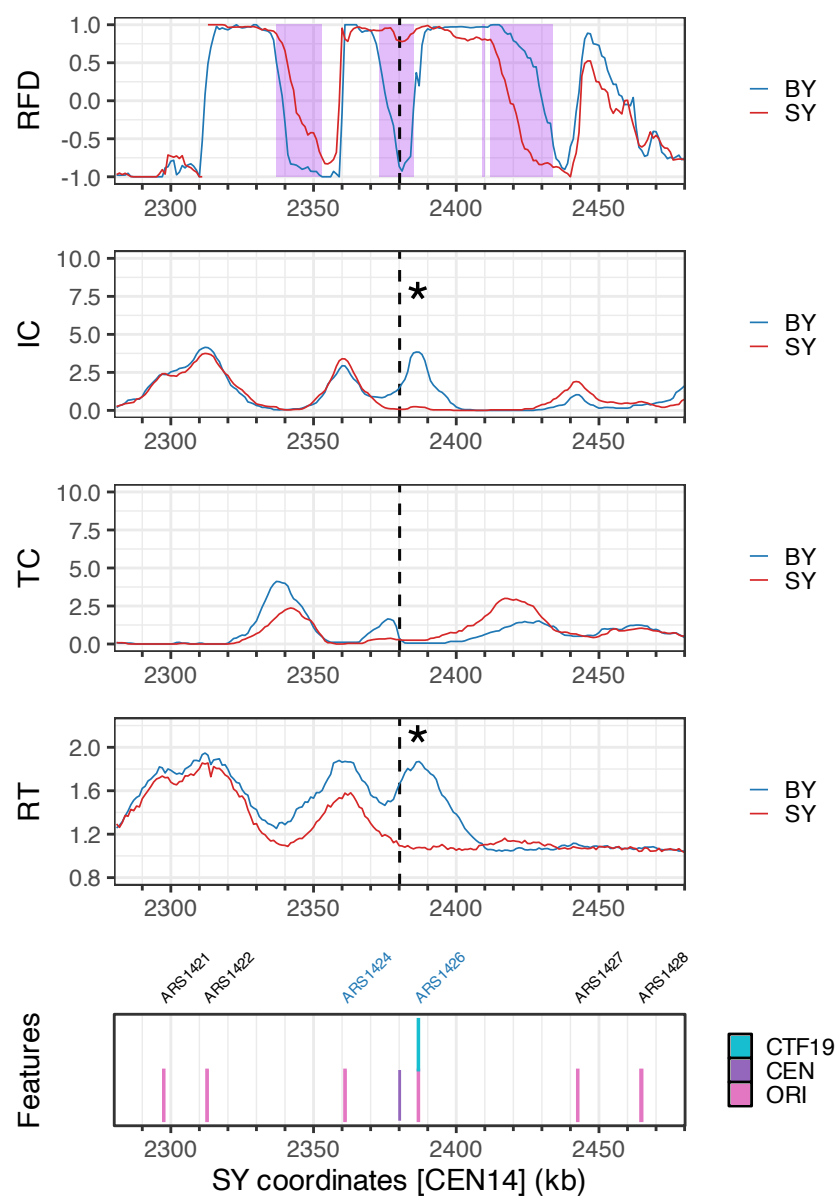 RFD
1.0
0.5
0.0
-0.5
-1.0
2300 2350 2400 2450
BY
SY
IC
10.0
7.5
5.0
2.5
0.0
*
2300 2350 2400 2450
BY
SY
TC
10.0
7.5
5.0
2.5
0.0
2300 2350 2400 2450
BY
SY
RT
2.0
1.6
1.2
0.8
*
2300 2350 2400 2450
BY
SY
ARS1421 ARS1422 ARS1424 ARS1426 ARS1427 ARS1428
Features
CTF19
CEN
ORI
2300 2350 2400 2450
SY coordinates [CEN14] (kb)